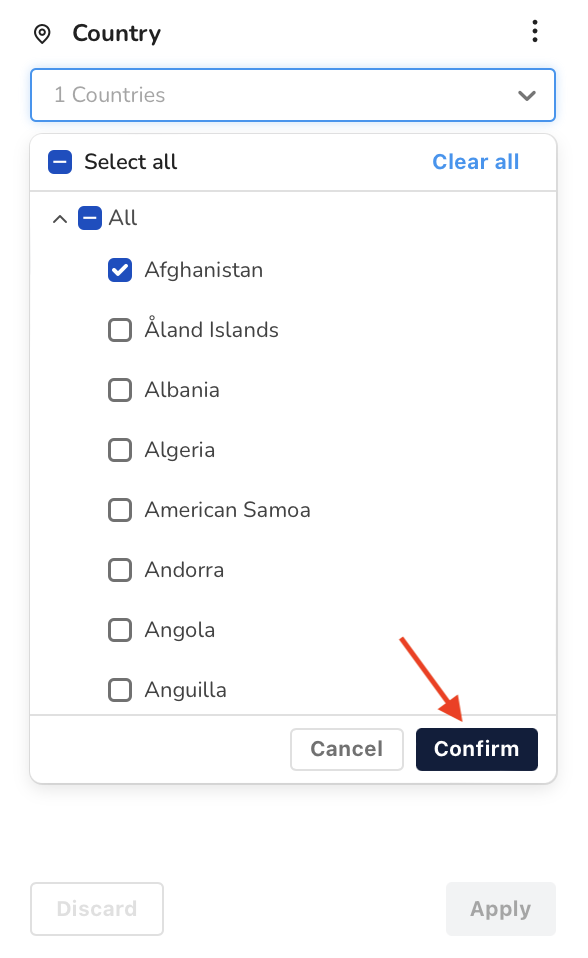 Country
1 Countries
Select all Clear all
All
Afghanistan
Åland Islands
Albania
Algeria
American Samoa
Andorra
Angola
Anguilla
Cancel Confirm
Discard Apply